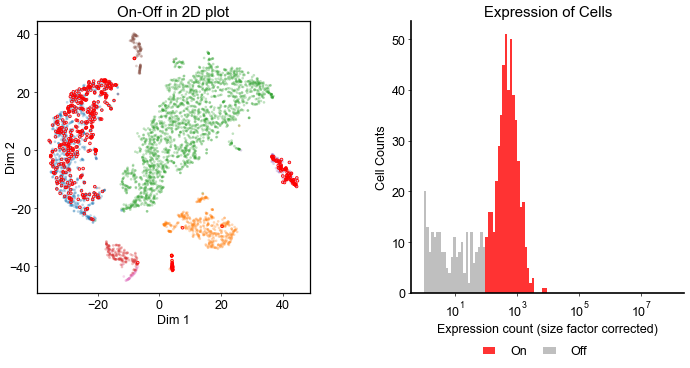 On-Off in 2D plot
40
20
0
−20
−40
Dim 2
−20
0
20
40
Dim 1
Expression of Cells
50
40
30
20
10
0
Cell Counts
10^1
10^3
10^5
10^7
Expression count (size factor corrected)
On
Off